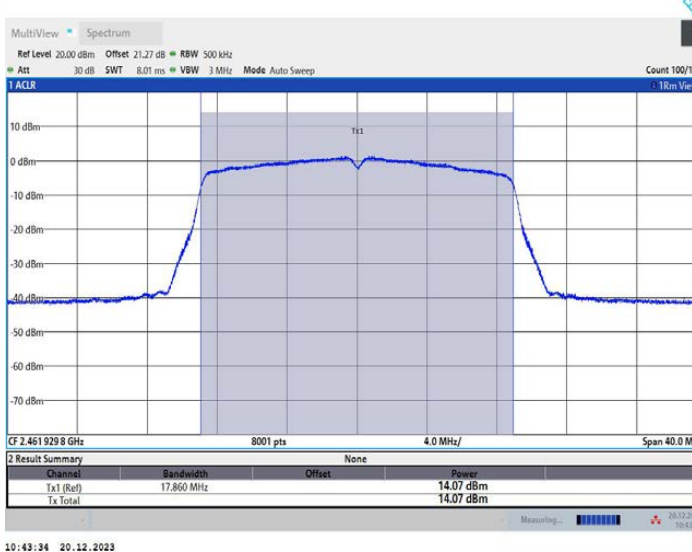 MultiView Spectrum
Ref Level 20.00 dBm Offset 21.27 dB RBW 500 kHz
Att 30 dB SWT 8.01 ms VBW 3 MHz Mode Auto Sweep Count 100/1
1 ACLR 1Rm Vie
Tx1
10 dBm
0 dBm
-10 dBm
-20 dBm
-30 dBm
-40 dBm
-50 dBm
-60 dBm
-70 dBm
CF 2.461 929 8 GHz 8001 pts 4.0 MHz/ Span 40.0 M
2 Result Summary None
Channel Bandwidth Offset Power
Tx1 (Ref) 17.860 MHz 14.07 dBm
Tx Total 14.07 dBm
Measuring...
10:43:34 20.12.2023